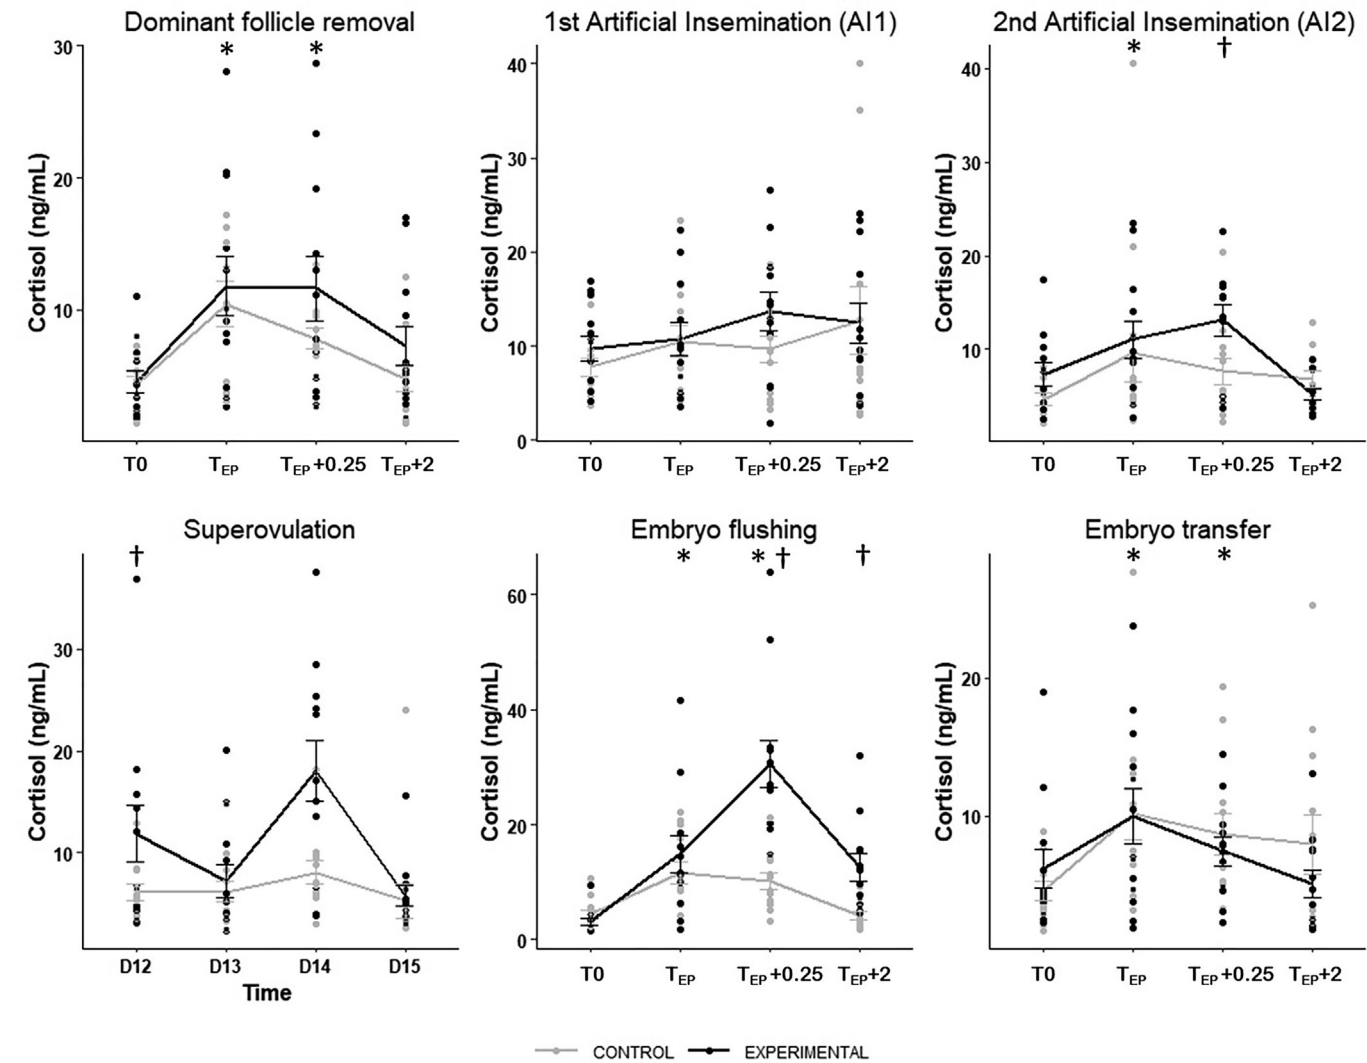 Dominant follicle removal
1st Artificial Insemination (AI1)
2nd Artificial Insemination (AI2)
* *
* †
Cortisol (ng/mL)
30
20
10
Cortisol (ng/mL)
40
30
20
10
0
Cortisol (ng/mL)
40
30
20
10
T0 TEP TEP+0.25 TEP+2
T0 TEP TEP+0.25 TEP+2
T0 TEP TEP+0.25 TEP+2
Superovulation
Embryo flushing
Embryo transfer
†
* * † †
* *
Cortisol (ng/mL)
30
20
10
Cortisol (ng/mL)
60
40
20
0
Cortisol (ng/mL)
20
10
D12 D13 D14 D15
Time
T0 TEP TEP+0.25 TEP+2
T0 TEP TEP+0.25 TEP+2
CONTROL EXPERIMENTAL